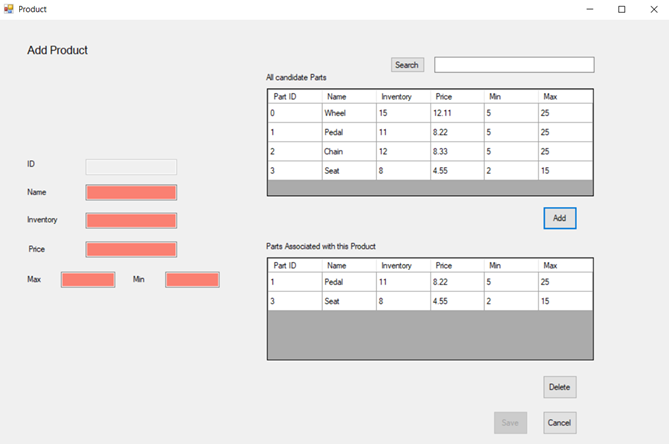 Product
Add Product
Search
All candidate Parts
Part ID Name Inventory Price Min Max
0 Wheel 15 12.11 5 25
1 Pedal 11 8.22 5 25
2 Chain 12 8.33 5 25
3 Seat 8 4.55 2 15
ID
Name
Inventory
Price
Max Min
Add
Parts Associated with this Product
Part ID Name Inventory Price Min Max
1 Pedal 11 8.22 5 25
3 Seat 8 4.55 2 15
Delete
Save Cancel